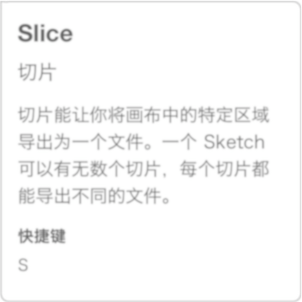 Slice
切片
切片能让你将画布中的特定区域
导出为一个文件。一个 Sketch
可以有无数个切片，每个切片都
能导出不同的文件。
快捷键
S